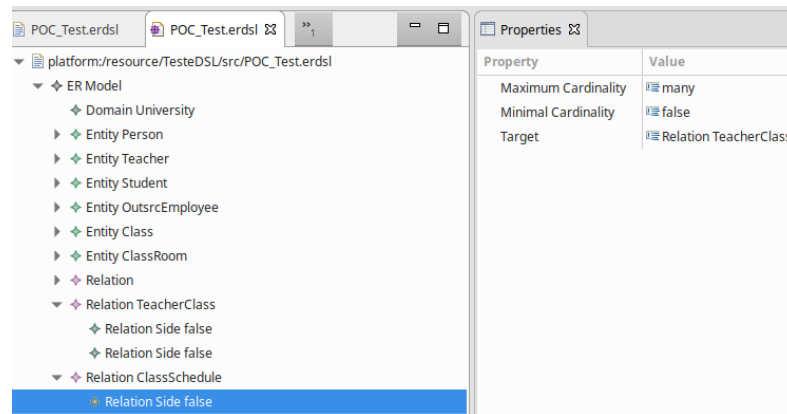 POC_Test.erdsl
POC_Test.erdsl
»1
platform:/resource/TesteDSL/src/POC_Test.erdsl
ER Model
Domain University
Entity Person
Entity Teacher
Entity Student
Entity OutsrcEmployee
Entity Class
Entity ClassRoom
Relation
Relation TeacherClass
Relation Side false
Relation Side false
Relation ClassSchedule
Relation Side false
Properties
Property Value
Maximum Cardinality many
Minimal Cardinality false
Target Relation TeacherClass